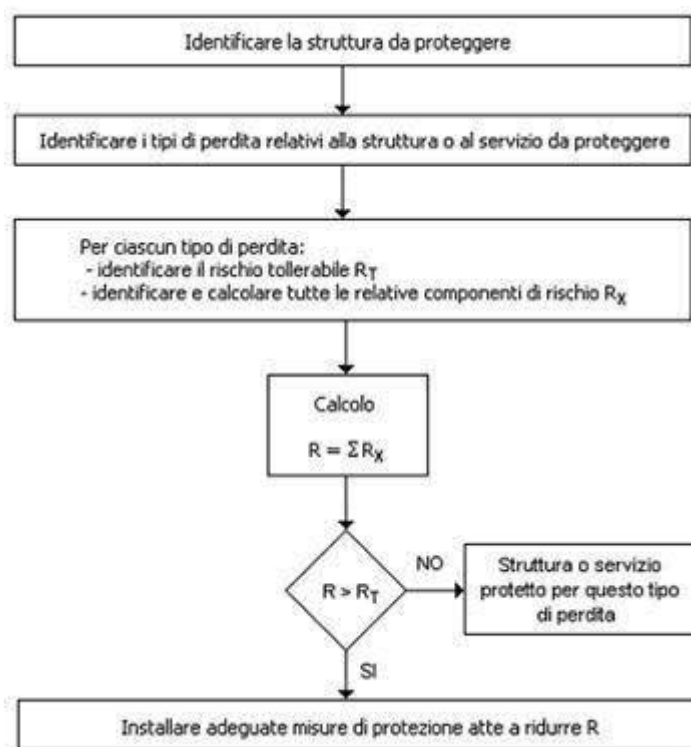 Identificare la struttura da proteggere
Identificare i tipi di perdita relativi alla struttura o al servizio da proteggere
Per ciascun tipo di perdita:
- identificare il rischio tollerabile RT
- identificare e calcolare tutte le relative componenti di rischio RX
Calcolo
R = ΣRX
R > RT
NO
Struttura o servizio
protetto per questo tipo
di perdita
SI
Installare adeguate misure di protezione atte a ridurre R